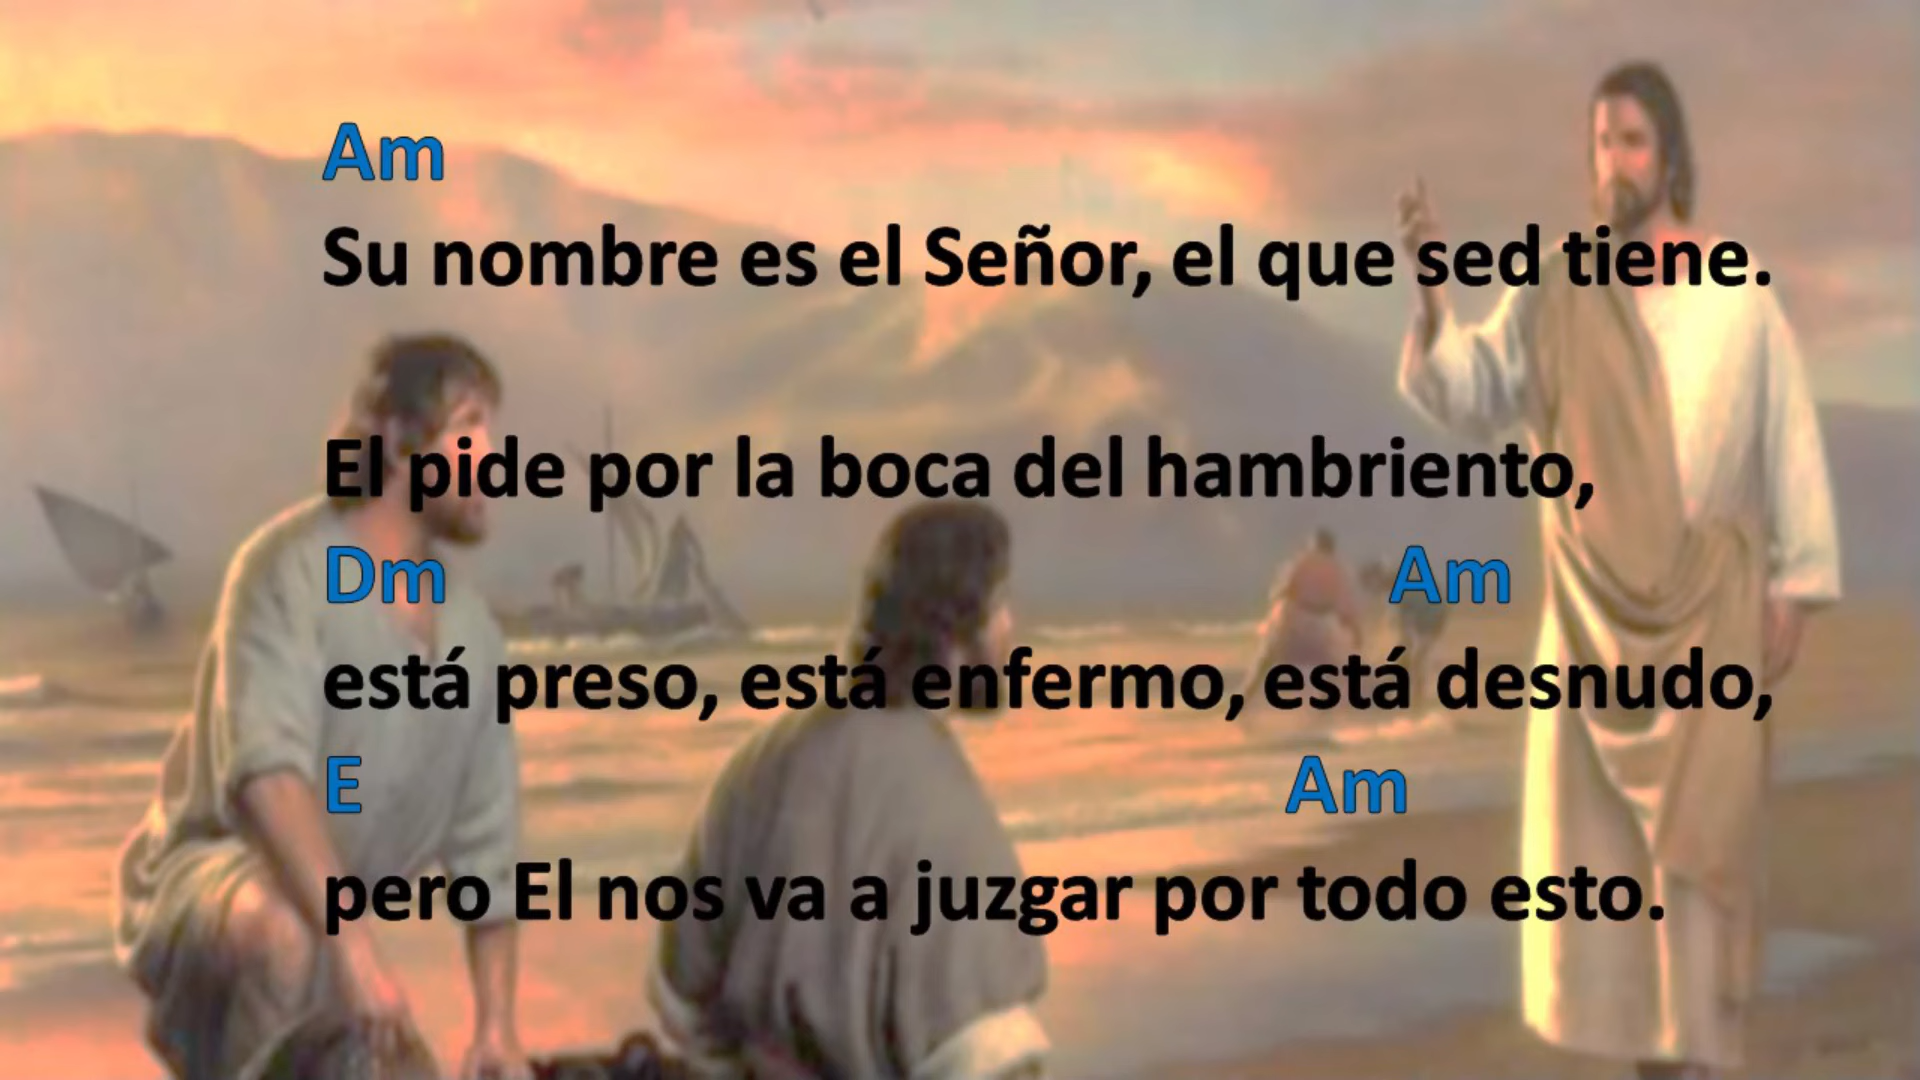 Am
Su nombre es el Señor, el que sed tiene.
El pide por la boca del hambriento,
Dm Am
está preso, está enfermo, está desnudo,
E Am
pero El nos va a juzgar por todo esto.